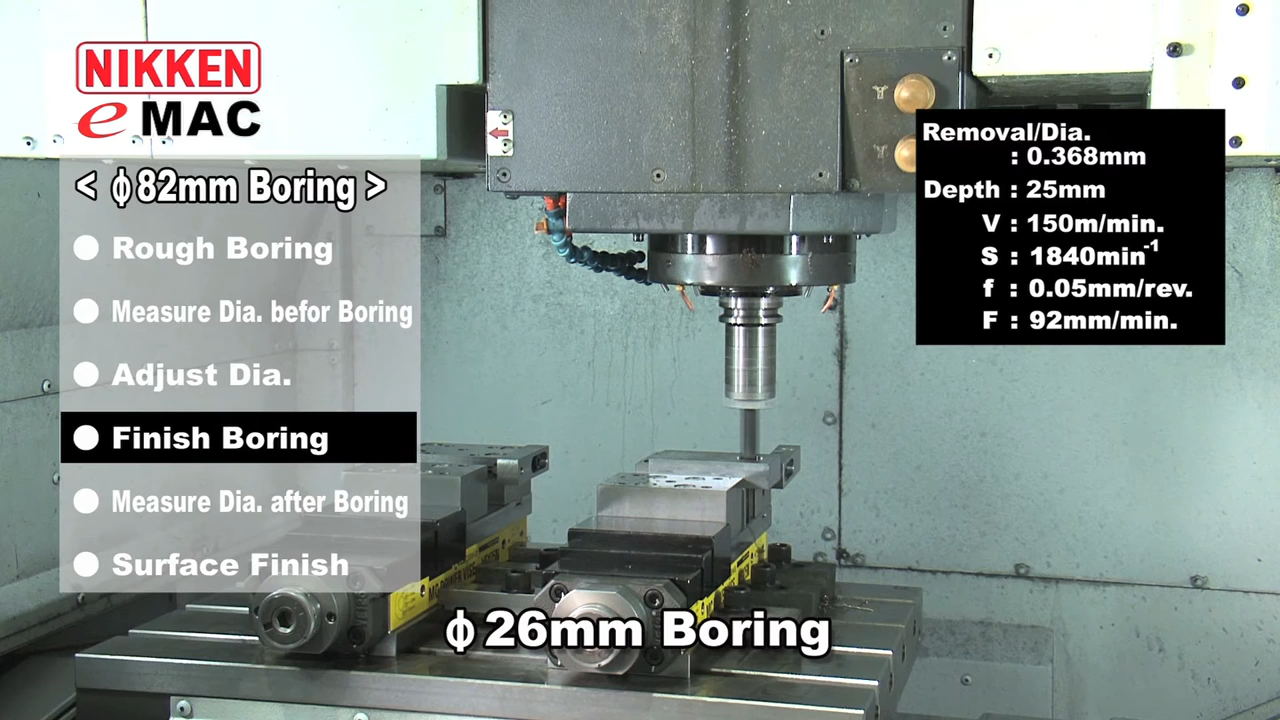 NIKKEN
e MAC
< ϕ82mm Boring >
● Rough Boring
● Measure Dia. befor Boring
● Adjust Dia.
● Finish Boring
● Measure Dia. after Boring
● Surface Finish
Removal/Dia.
: 0.368mm
Depth : 25mm
V : 150m/min.
S : 1840min⁻¹
f : 0.05mm/rev.
F : 92mm/min.
ϕ26mm Boring